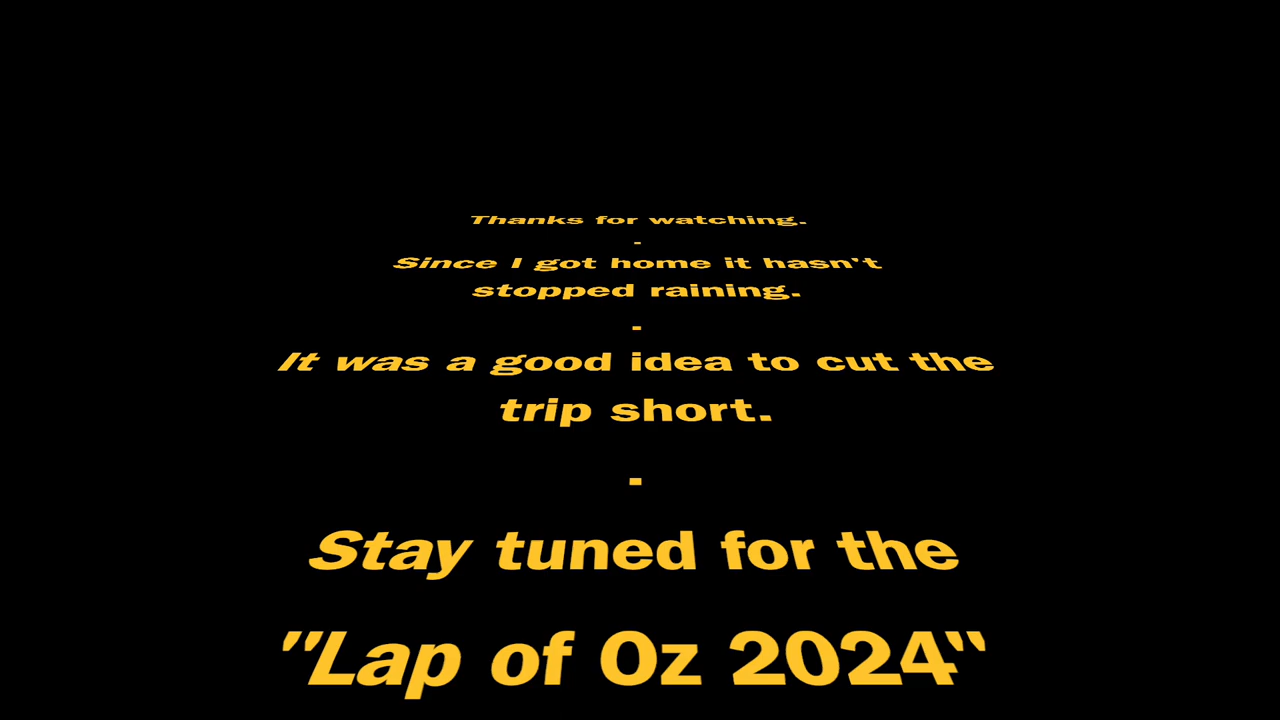 Thanks for watching.
-
Since I got home it hasn't
stopped raining.
-
It was a good idea to cut the
trip short.
-
Stay tuned for the
"Lap of Oz 2024"